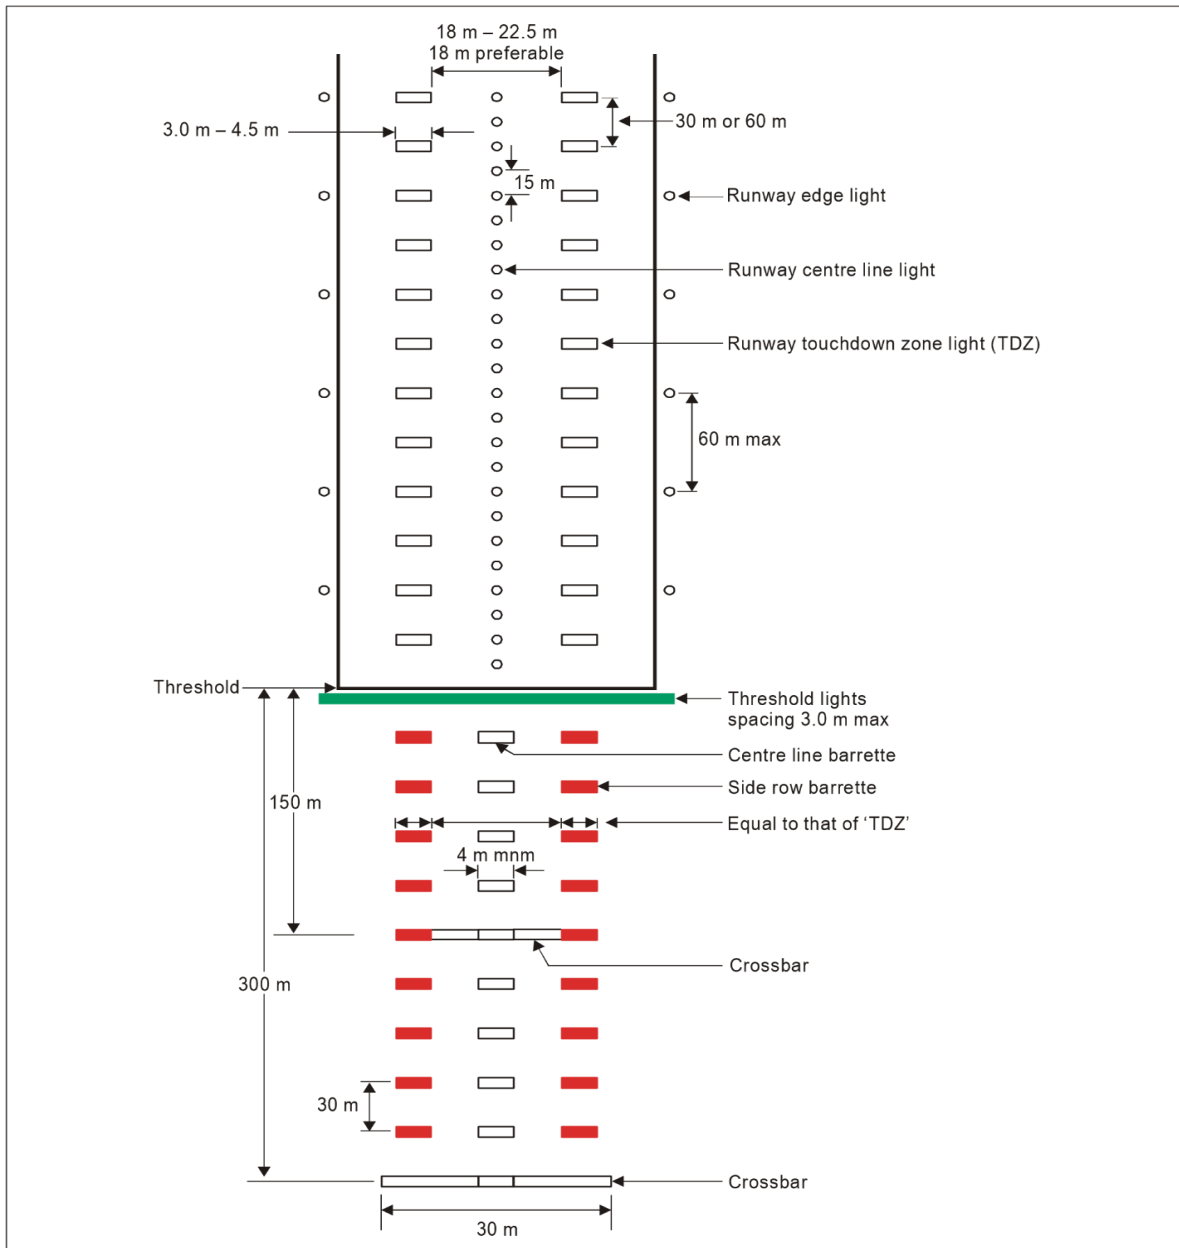 18 m – 22.5 m
18 m preferable
3.0 m – 4.5 m
30 m or 60 m
15 m
Runway edge light
Runway centre line light
Runway touchdown zone light (TDZ)
60 m max
Threshold
Threshold lights
spacing 3.0 m max
Centre line barrette
Side row barrette
150 m
Equal to that of ‘TDZ’
4 m mnm
Crossbar
300 m
30 m
Crossbar
30 m